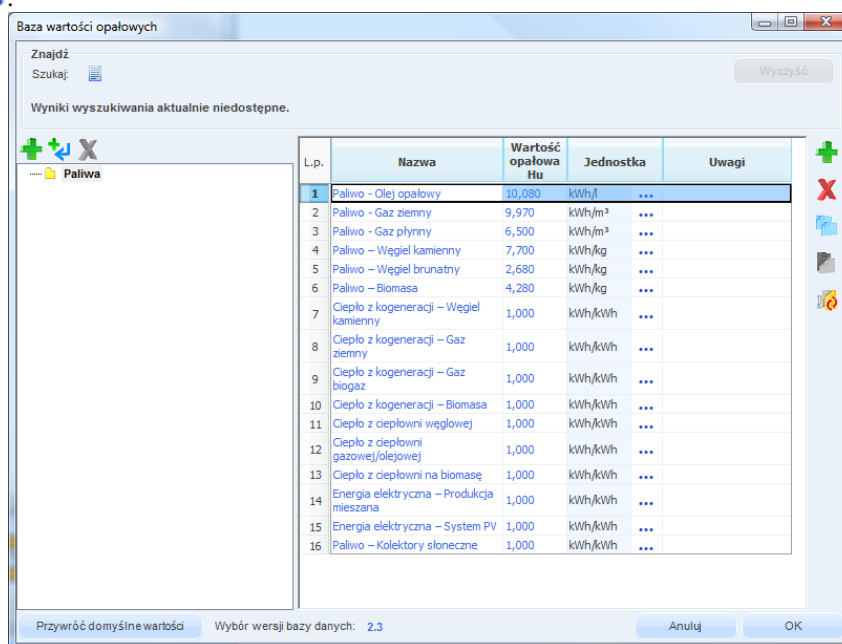 Baza wartości opałowych
Znajdź
Szukaj:
Wyczyść
Wyniki wyszukiwania aktualnie niedostępne.
Paliwa
L.p. Nazwa Wartość opałowa Hu Jednostka Uwagi
1 Paliwo - Olej opałowy 10,080 kWh/l ...
2 Paliwo - Gaz ziemny 9,970 kWh/m³ ...
3 Paliwo - Gaz płynny 6,500 kWh/m³ ...
4 Paliwo – Węgiel kamienny 7,700 kWh/kg ...
5 Paliwo – Węgiel brunatny 2,680 kWh/kg ...
6 Paliwo – Biomasa 4,280 kWh/kg ...
7 Ciepło z kogeneracji – Węgiel kamienny 1,000 kWh/kWh ...
8 Ciepło z kogeneracji – Gaz ziemny 1,000 kWh/kWh ...
9 Ciepło z kogeneracji – Gaz biogaz 1,000 kWh/kWh ...
10 Ciepło z kogeneracji – Biomasa 1,000 kWh/kWh ...
11 Ciepło z ciepłowni węglowej 1,000 kWh/kWh ...
12 Ciepło z ciepłowni gazowej/olejowej 1,000 kWh/kWh ...
13 Ciepło z ciepłowni na biomasę 1,000 kWh/kWh ...
14 Energia elektryczna – Produkcja mieszana 1,000 kWh/kWh ...
15 Energia elektryczna – System PV 1,000 kWh/kWh ...
16 Paliwo – Kolektory słoneczne 1,000 kWh/kWh ...
Przywróć domyślne wartości Wybór wersji bazy danych: 2.3 Anuluj OK